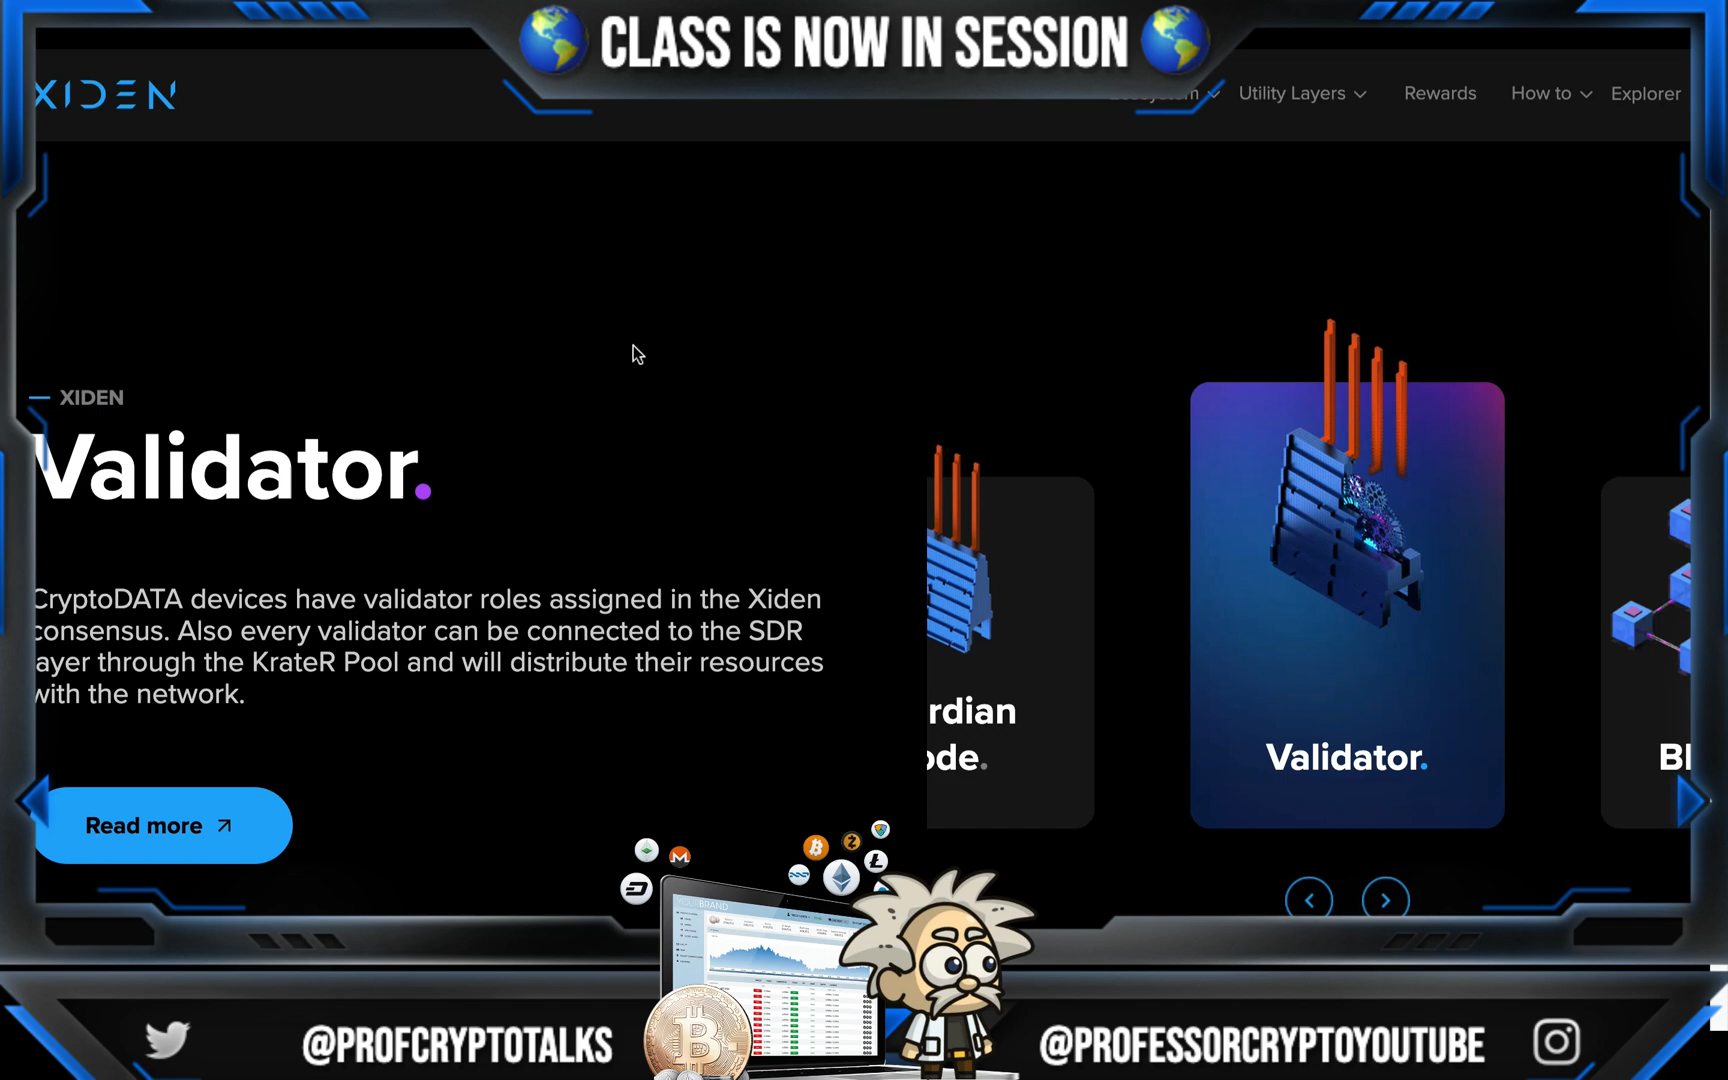 CLASS IS NOW IN SESSION
XIDEN
Ecosystem
Utility Layers
Rewards
How to
Explorer
XIDEN
Validator.
CryptoDATA devices have validator roles assigned in the Xiden
consensus. Also every validator can be connected to the SDR
layer through the KrateR Pool and will distribute their resources
with the network.
Read more
rdian
ode.
Validator.
Bl
YOURBRAND
@PROFCRYPTOTALKS
@PROFESSORCRYPTOYOUTUBE